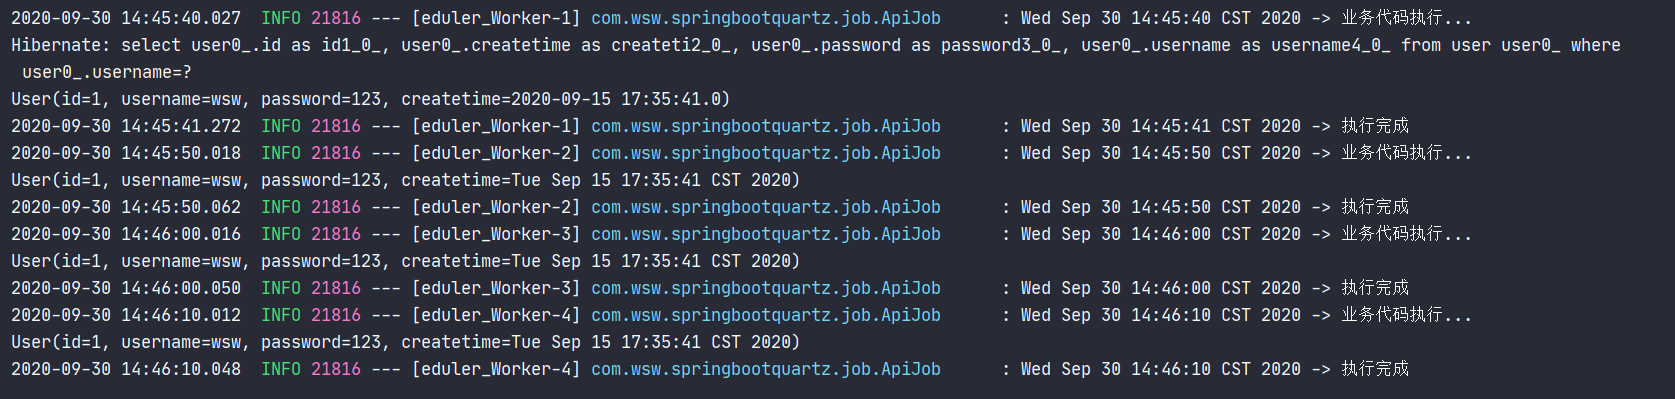 2020-09-30 14:45:40.027  INFO 21816 --- [eduler_Worker-1] com.wsw.springbootquartz.job.ApiJob      : Wed Sep 30 14:45:40 CST 2020 -> 业务代码执行...
Hibernate: select user0_.id as id1_0_, user0_.createtime as createti2_0_, user0_.password as password3_0_, user0_.username as username4_0_ from user user0_ where
 user0_.username=?
User(id=1, username=wsw, password=123, createtime=2020-09-15 17:35:41.0)
2020-09-30 14:45:41.272  INFO 21816 --- [eduler_Worker-1] com.wsw.springbootquartz.job.ApiJob      : Wed Sep 30 14:45:41 CST 2020 -> 执行完成
2020-09-30 14:45:50.018  INFO 21816 --- [eduler_Worker-2] com.wsw.springbootquartz.job.ApiJob      : Wed Sep 30 14:45:50 CST 2020 -> 业务代码执行...
User(id=1, username=wsw, password=123, createtime=Tue Sep 15 17:35:41 CST 2020)
2020-09-30 14:45:50.062  INFO 21816 --- [eduler_Worker-2] com.wsw.springbootquartz.job.ApiJob      : Wed Sep 30 14:45:50 CST 2020 -> 执行完成
2020-09-30 14:46:00.016  INFO 21816 --- [eduler_Worker-3] com.wsw.springbootquartz.job.ApiJob      : Wed Sep 30 14:46:00 CST 2020 -> 业务代码执行...
User(id=1, username=wsw, password=123, createtime=Tue Sep 15 17:35:41 CST 2020)
2020-09-30 14:46:00.050  INFO 21816 --- [eduler_Worker-3] com.wsw.springbootquartz.job.ApiJob      : Wed Sep 30 14:46:00 CST 2020 -> 执行完成
2020-09-30 14:46:10.012  INFO 21816 --- [eduler_Worker-4] com.wsw.springbootquartz.job.ApiJob      : Wed Sep 30 14:46:10 CST 2020 -> 业务代码执行...
User(id=1, username=wsw, password=123, createtime=Tue Sep 15 17:35:41 CST 2020)
2020-09-30 14:46:10.048  INFO 21816 --- [eduler_Worker-4] com.wsw.springbootquartz.job.ApiJob      : Wed Sep 30 14:46:10 CST 2020 -> 执行完成